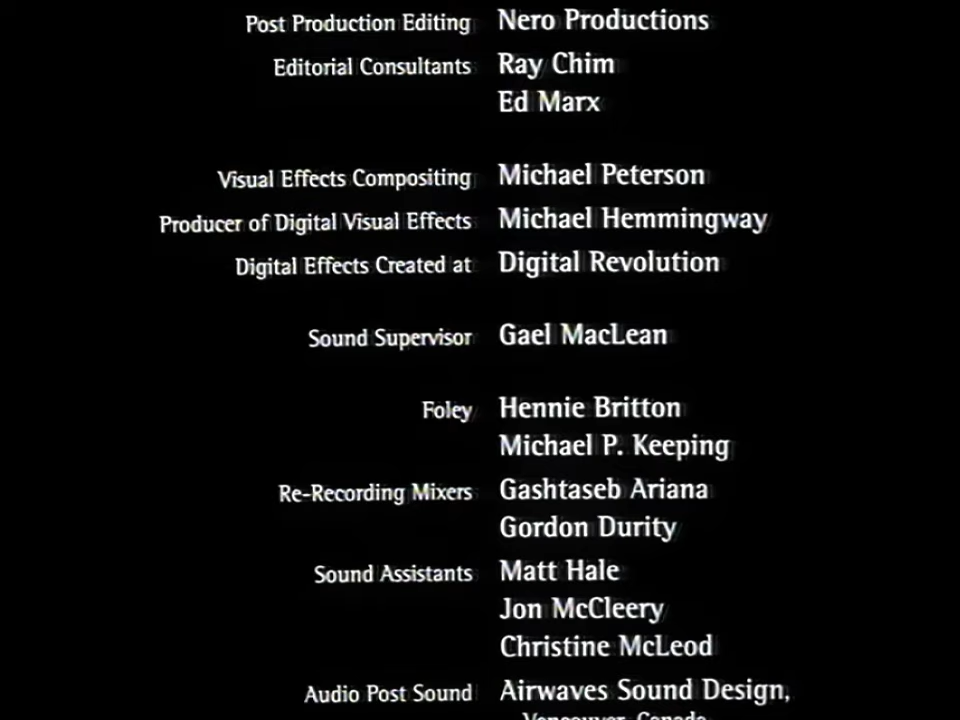 Post Production Editing Nero Productions
Editorial Consultants Ray Chim
Ed Marx
Visual Effects Compositing Michael Peterson
Producer of Digital Visual Effects Michael Hemmingway
Digital Effects Created at Digital Revolution
Sound Supervisor Gael MacLean
Foley Hennie Britton
Michael P. Keeping
Re-Recording Mixers Gashtaseb Ariana
Gordon Durity
Sound Assistants Matt Hale
Jon McCleery
Christine McLeod
Audio Post Sound Airwaves Sound Design,
Vancouver, Canada